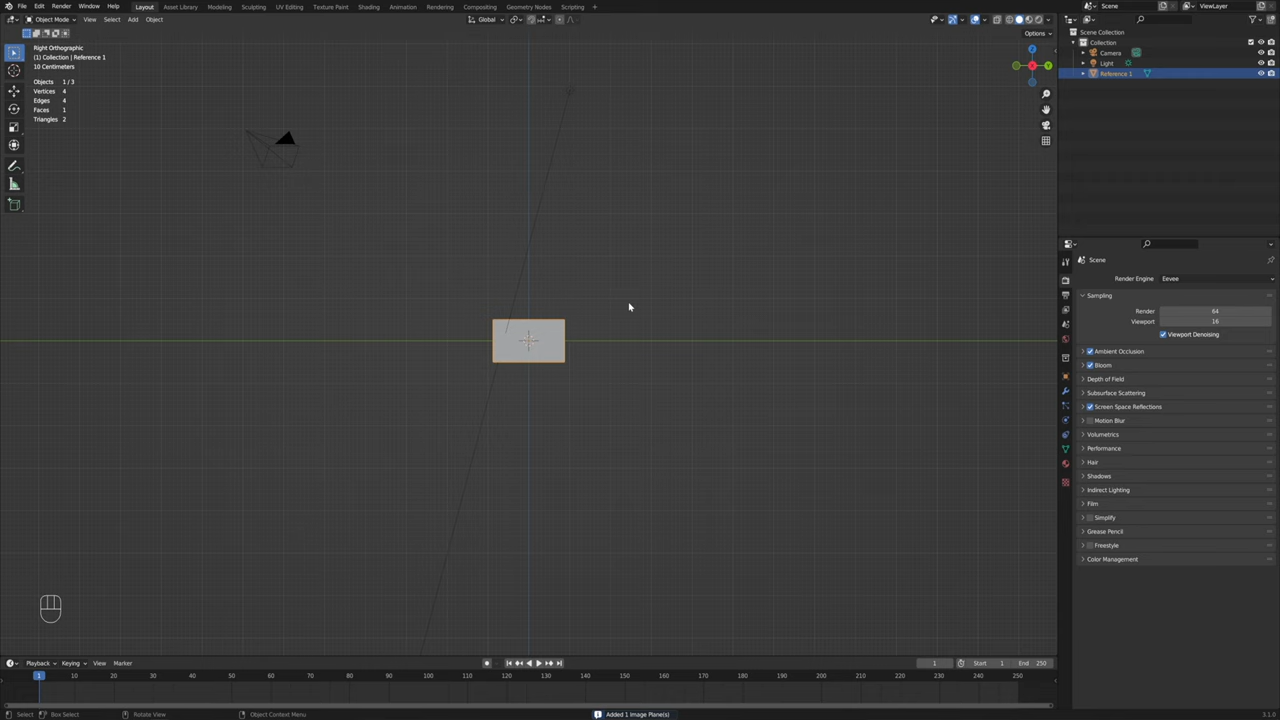 File Edit Render Window Help Layout Asset Library Modeling Sculpting UV Editing Texture Paint Shading Animation Rendering Compositing Geometry Nodes Scripting + Scene ViewLayer
Object Mode View Select Add Object Global
Options
Right Orthographic
(1) Collection | Reference 1
10 Centimeters
Objects 1 / 3
Vertices 4
Edges 4
Faces 1
Triangles 2
Scene Collection
Collection
Camera
Light
Reference 1
Scene
Render Engine Eevee
Sampling
Render 64
Viewport 16
Viewport Denoising
Ambient Occlusion
Bloom
Depth of Field
Subsurface Scattering
Screen Space Reflections
Motion Blur
Volumetrics
Performance
Hair
Shadows
Indirect Lighting
Film
Simplify
Grease Pencil
Freestyle
Color Management
Playback Keying View Marker 1 Start 1 End 250
1 10 20 30 40 50 60 70 80 90 100 110 120 130 140 150 160 170 180 190 200 210 220 230 240 250
Select Box Select Rotate View Object Context Menu Added 1 Image Plane(s) 3.1.0